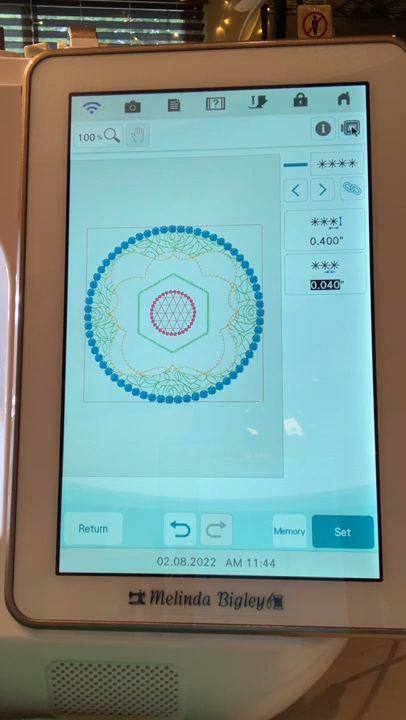 100%
0.400"
0.040"
Return
Memory
Set
02.08.2022 AM 11:44
Melinda Bigley